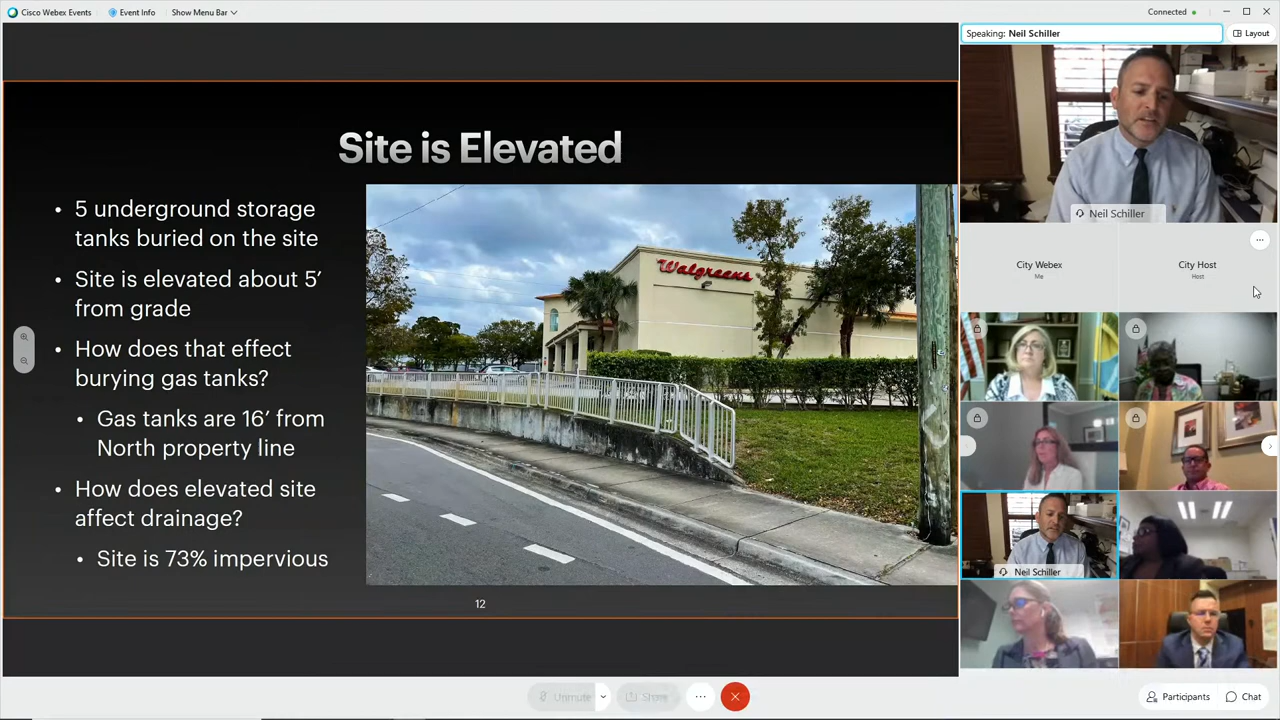 Cisco Webex Events
Event Info
Show Menu Bar
Connected
Speaking: Neil Schiller
Layout
Site is Elevated
• 5 underground storage
tanks buried on the site
• Site is elevated about 5’
from grade
• How does that effect
burying gas tanks?
• Gas tanks are 16’ from
North property line
• How does elevated site
affect drainage?
• Site is 73% impervious
Walgreens
12
Neil Schiller
City Webex
Me
City Host
Host
Neil Schiller
Unmute
Share
Participants
Chat